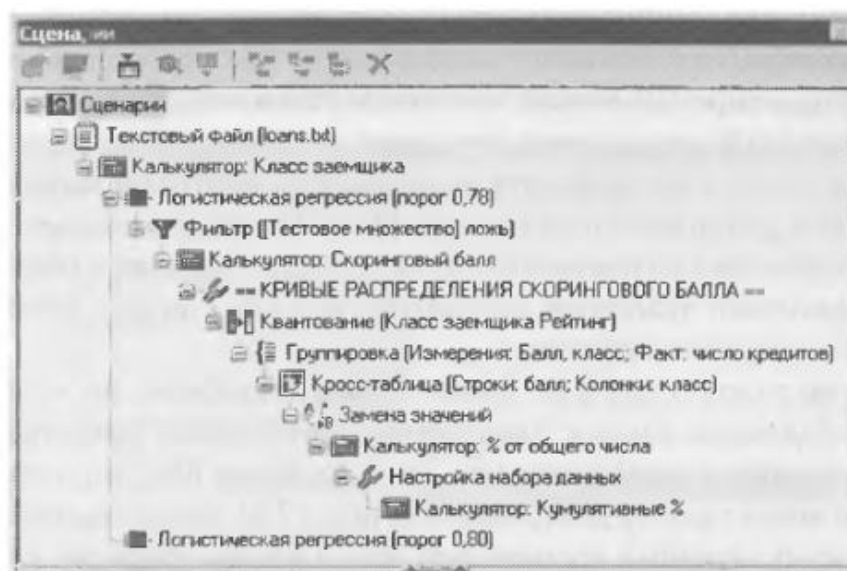 Сцена, ии
Сценарии
Текстовый файл (loans.txt)
Калькулятор: Класс заемщика
Логистическая регрессия (порог 0,78)
Фильтр ([Тестовое множество] ложь)
Калькулятор: Скоринговый балл
== КРИВЫЕ РАСПРЕДЕЛЕНИЯ СКОРИНГОВОГО БАЛЛА ==
Квантование (Класс заемщика Рейтинг)
Группировка (Измерения: Балл, класс; Факт: число кредитов)
Кросс-таблица (Строки: балл; Колонки: класс)
Замена значений
Калькулятор: % от общего числа
Настройка набора данных
Калькулятор: Кумулятивные %
Логистическая регрессия (порог 0,80)